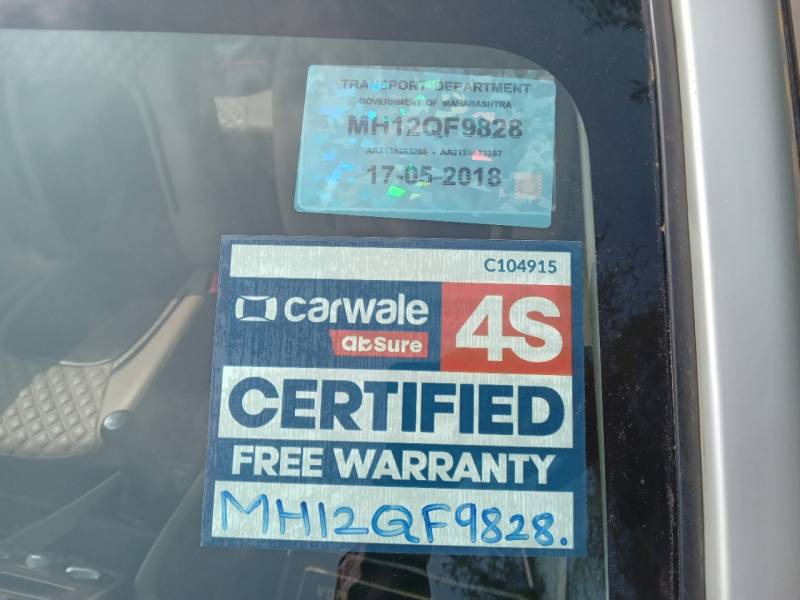 TRANSPORT DEPARTMENT
GOVERNMENT OF MAHARASHTRA
MH12QF9828
17-05-2018
C104915
carwale 4S
abSure
CERTIFIED
FREE WARRANTY
MH12QF9828.